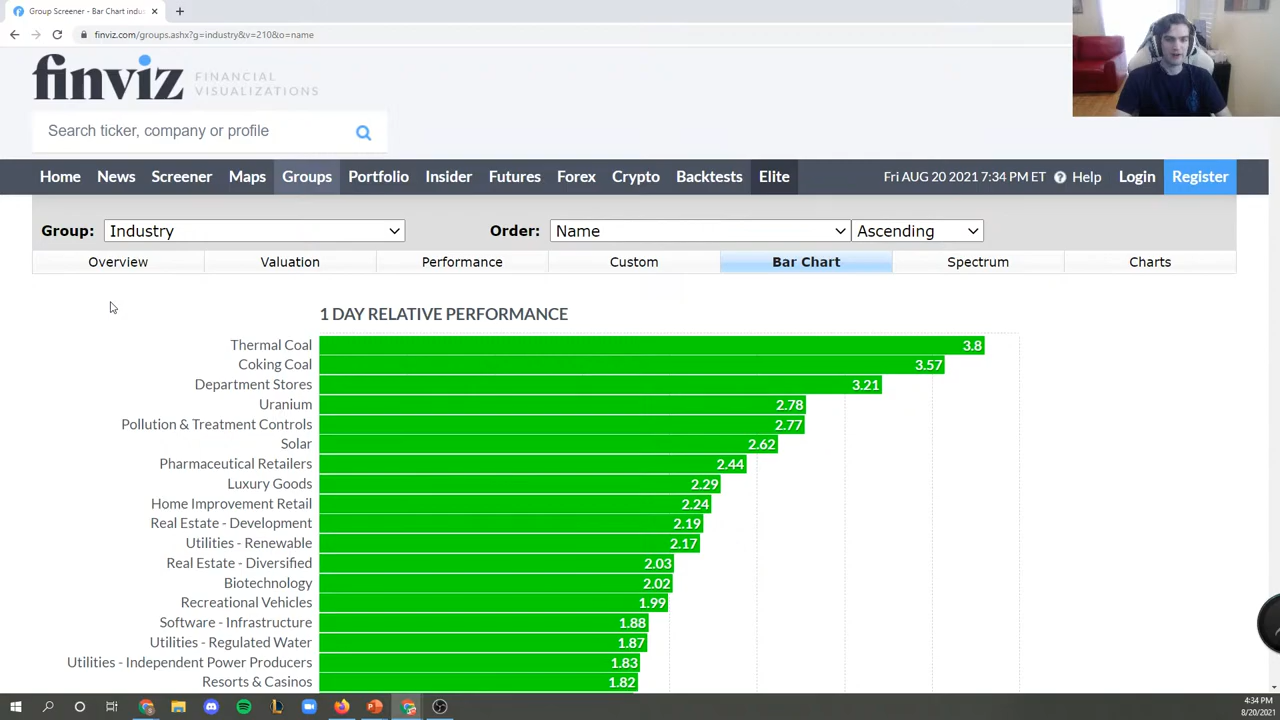 Group Screener - Bar Chart indus
finviz.com/groups.ashx?g=industry&v=210&o=name
finviz FINANCIAL VISUALIZATIONS
Search ticker, company or profile
Home News Screener Maps Groups Portfolio Insider Futures Forex Crypto Backtests Elite Fri AUG 20 2021 7:34 PM ET Help Login Register
Group: Industry Order: Name Ascending
Overview Valuation Performance Custom Bar Chart Spectrum Charts
1 DAY RELATIVE PERFORMANCE
Thermal Coal 3.8
Coking Coal 3.57
Department Stores 3.21
Uranium 2.78
Pollution & Treatment Controls 2.77
Solar 2.62
Pharmaceutical Retailers 2.44
Luxury Goods 2.29
Home Improvement Retail 2.24
Real Estate - Development 2.19
Utilities - Renewable 2.17
Real Estate - Diversified 2.03
Biotechnology 2.02
Recreational Vehicles 1.99
Software - Infrastructure 1.88
Utilities - Regulated Water 1.87
Utilities - Independent Power Producers 1.83
Resorts & Casinos 1.82
4:34 PM
8/20/2021